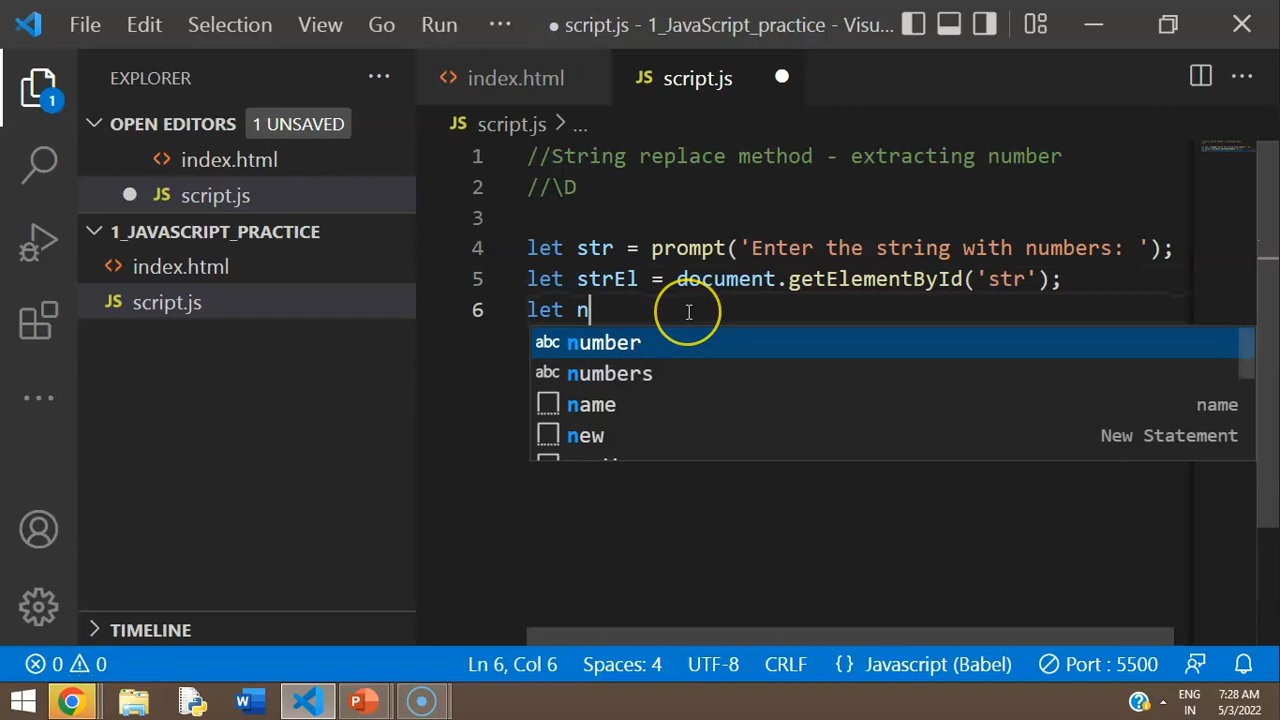 File Edit Selection View Go Run ··· ● script.js - 1_JavaScript_practice - Visu...
EXPLORER ···
1
OPEN EDITORS 1 UNSAVED
<> index.html
● JS script.js
1_JAVASCRIPT_PRACTICE
<> index.html
JS script.js
TIMELINE
<> index.html JS script.js ● ···
JS script.js > ...
1 //String replace method - extracting number
2 //\D
3
4 let str = prompt('Enter the string with numbers: ');
5 let strEl = document.getElementById('str');
6 let n
abc number
abc numbers
name name
new New Statement
0 0 Ln 6, Col 6 Spaces: 4 UTF-8 CRLF {} Javascript (Babel) Port : 5500
ENG 7:28 AM
IN 5/3/2022